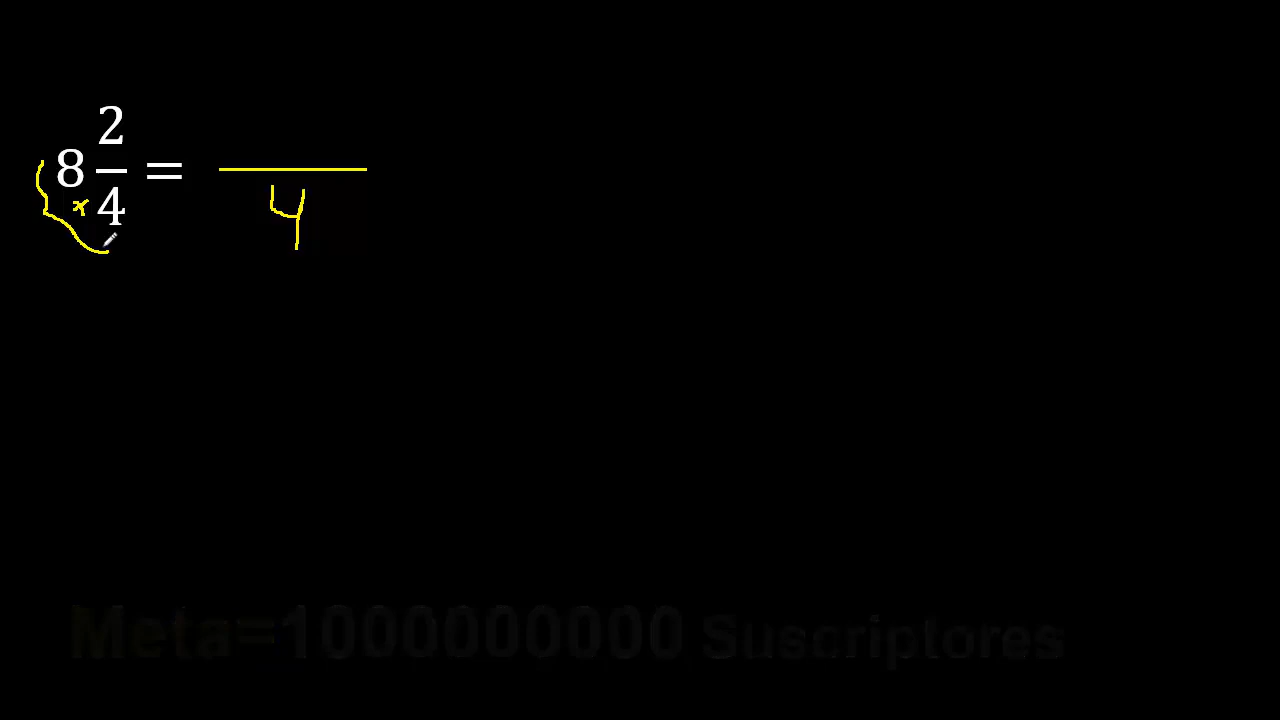 8 2/4 = ―/4
×
Meta=1000000000 Suscriptores